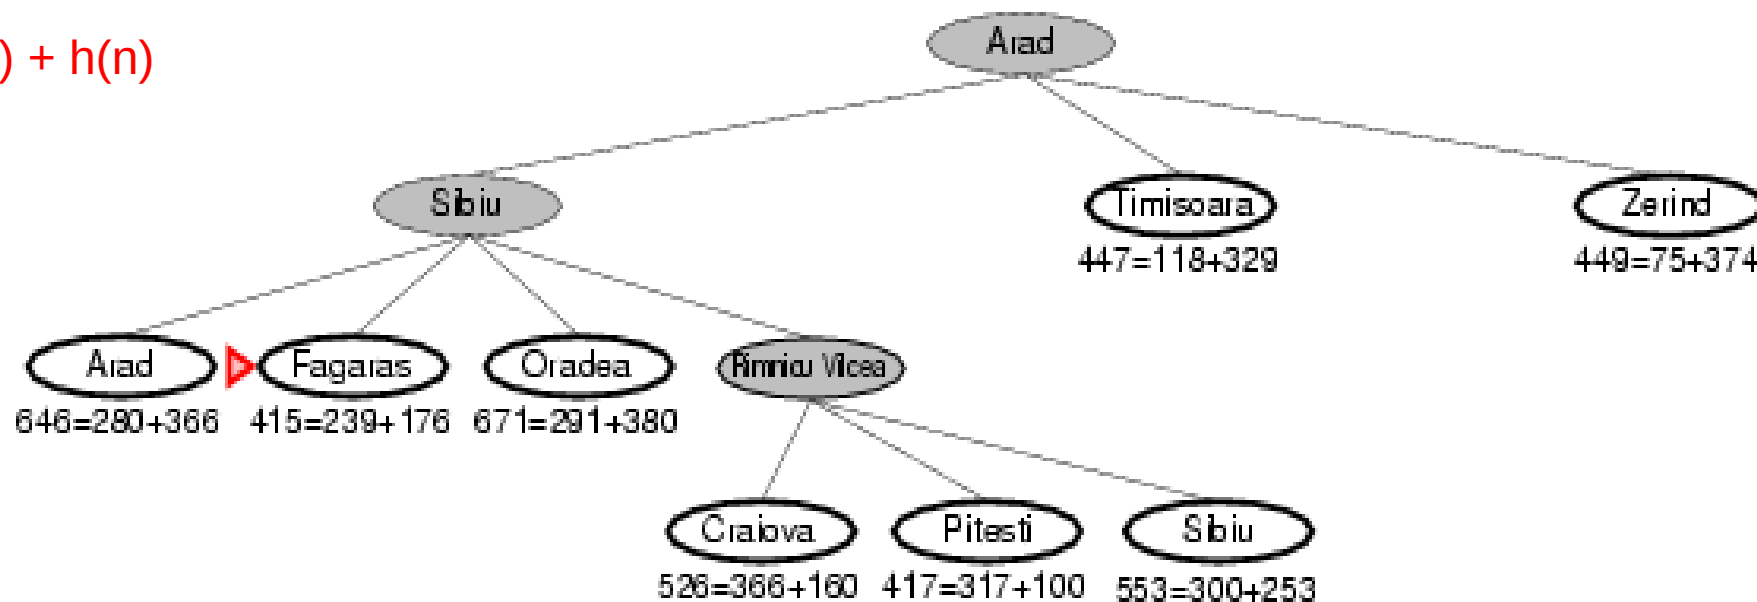 ) + h(n)
Arad
Sibiu
Timisoara
Zerind
447=118+329
449=75+374
Arad
Fagaras
Oradea
Rimnicu Vilcea
646=280+366
415=239+176
671=291+380
Craiova
Pitesti
Sibiu
526=366+160
417=317+100
553=300+253